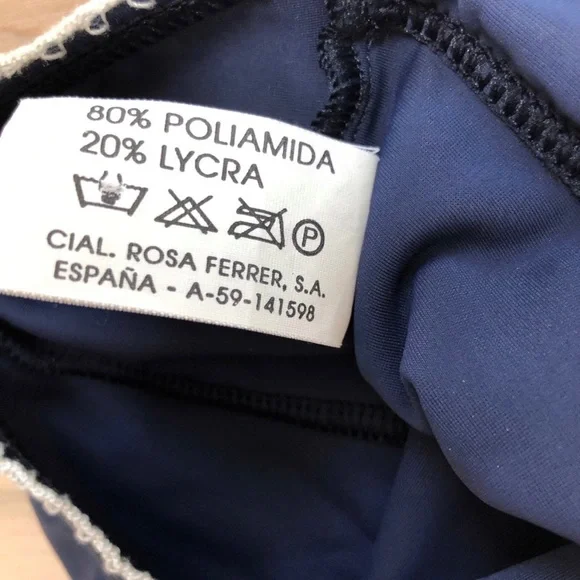 80% POLIAMIDA
20% LYCRA
P
CIAL. ROSA FERRER, S.A.
ESPAÑA - A-59-141598